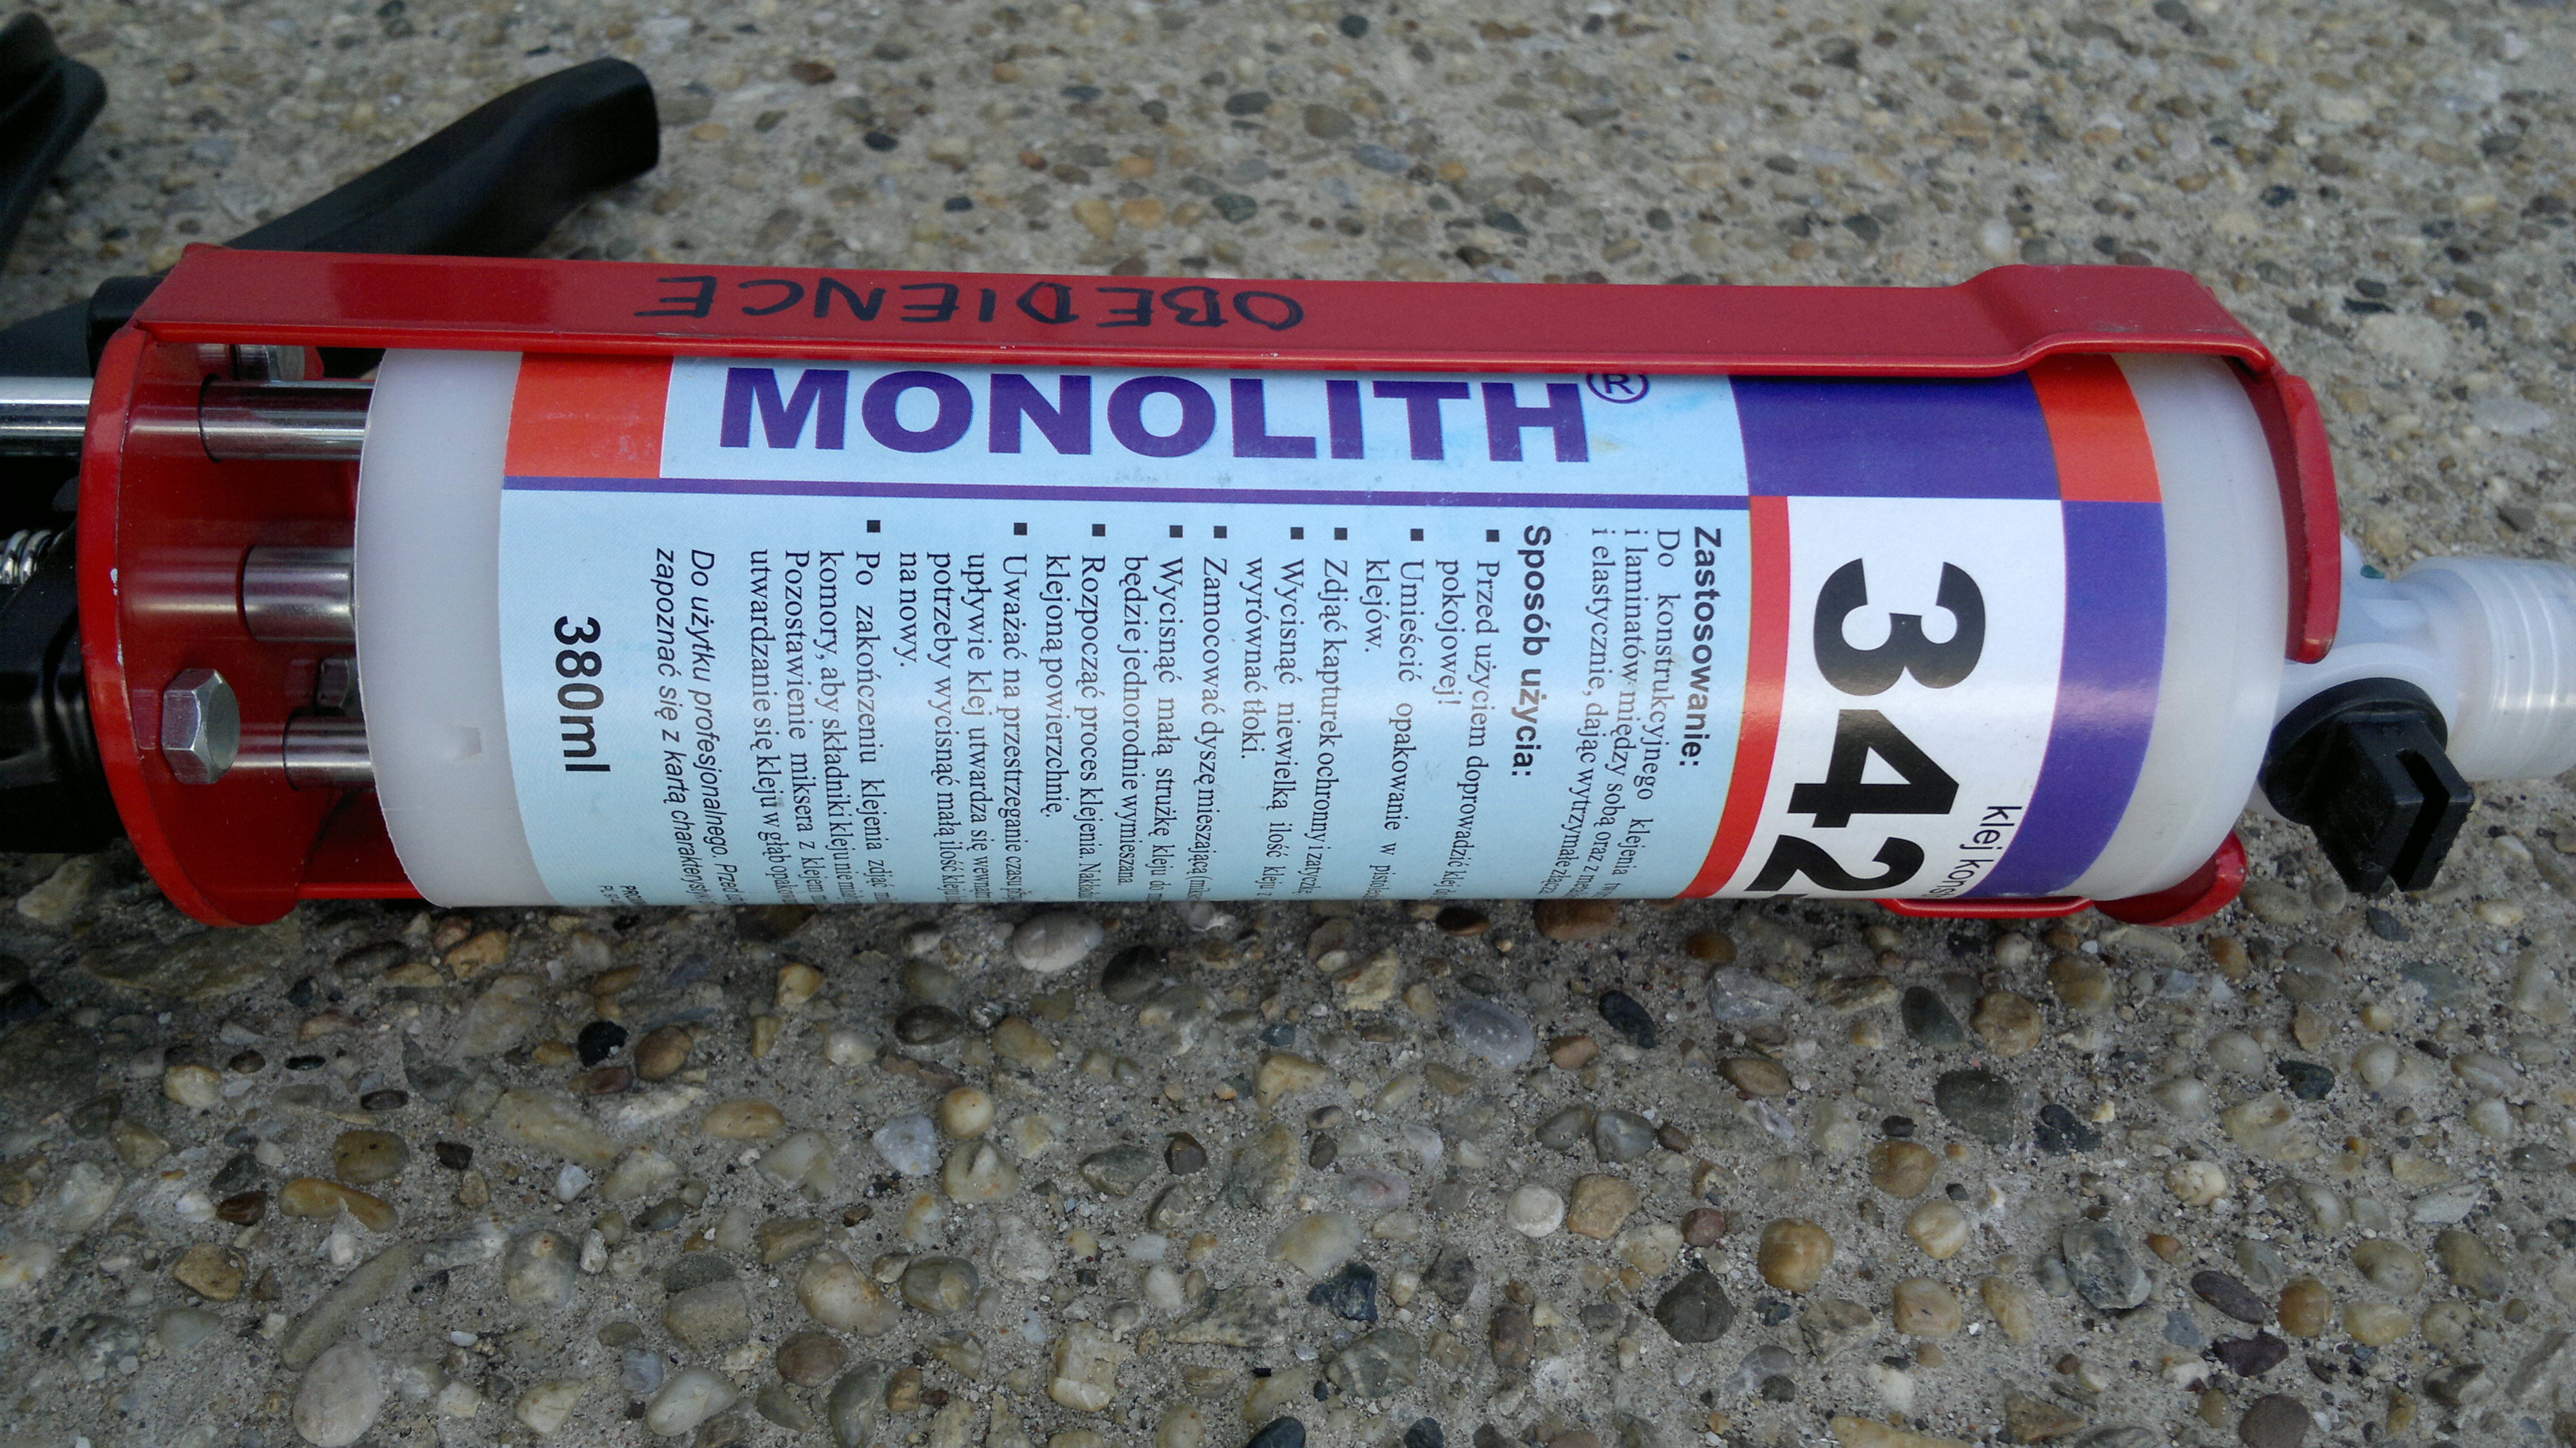 OBEDIENCE
MONOLITH®
342
klej
Zastosowanie:
Do konstrukcyjnego klejenia
i laminatów między sobą oraz z
i elastycznie, dając wytrzymałe
Sposób użycia:
▪ Przed użyciem doprowadzić klej
pokojowej!
▪ Umieścić opakowanie w
klejów.
▪ Zdjąć kapturek ochronny i zatyczkę
▪ Wycisnąć niewielką ilość kleju z
wyrównać tłoki.
▪ Zamocować dyszę mieszającą
▪ Wycisnąć małą strużkę kleju do
będzie jednorodnie wymieszana.
▪ Rozpocząć proces klejenia.
klejoną powierzchnię.
▪ Uważać na przestrzeganie czasu
upływie klej utwardza się
potrzeby wycisnąć małą ilość kleju
na nowy.
▪ Po zakończeniu klejenia zdjąć
komory, aby składniki kleju nie
Pozostawienie miksera z klejem
utwardzanie się kleju w głąb
Do użytku profesjonalnego. Przed
zapoznać się z kartą
380ml